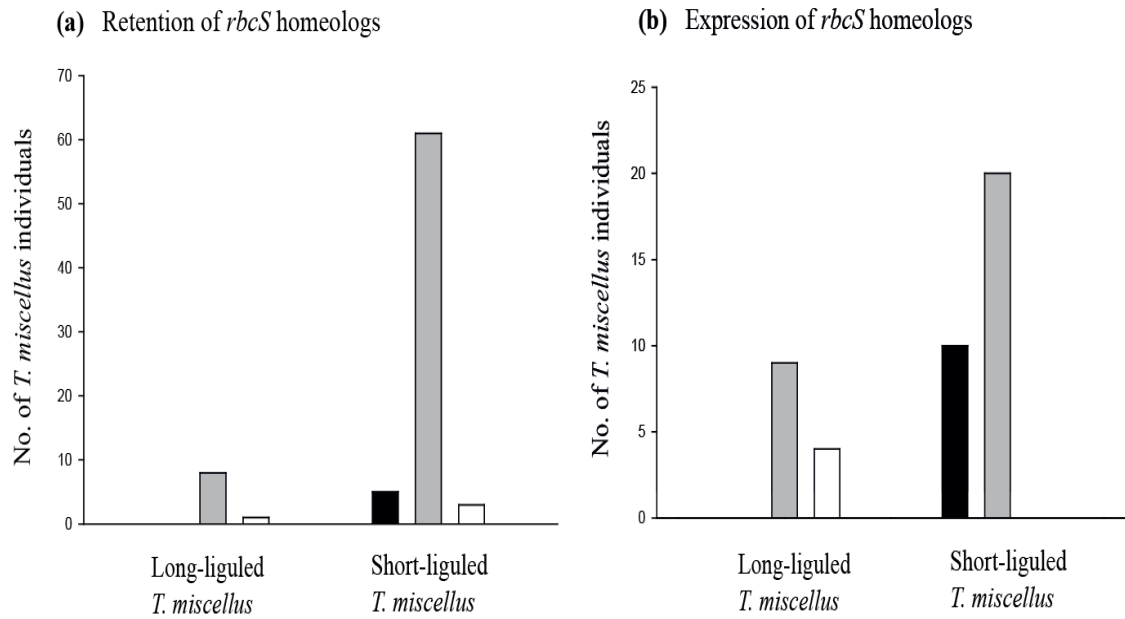 (a) Retention of rbcS homeologs
No. of T. miscellus individuals
70
60
50
40
30
20
10
0
Long-liguled
T. miscellus
Short-liguled
T. miscellus
(b) Expression of rbcS homeologs
No. of T. miscellus individuals
25
20
15
10
5
0
Long-liguled
T. miscellus
Short-liguled
T. miscellus